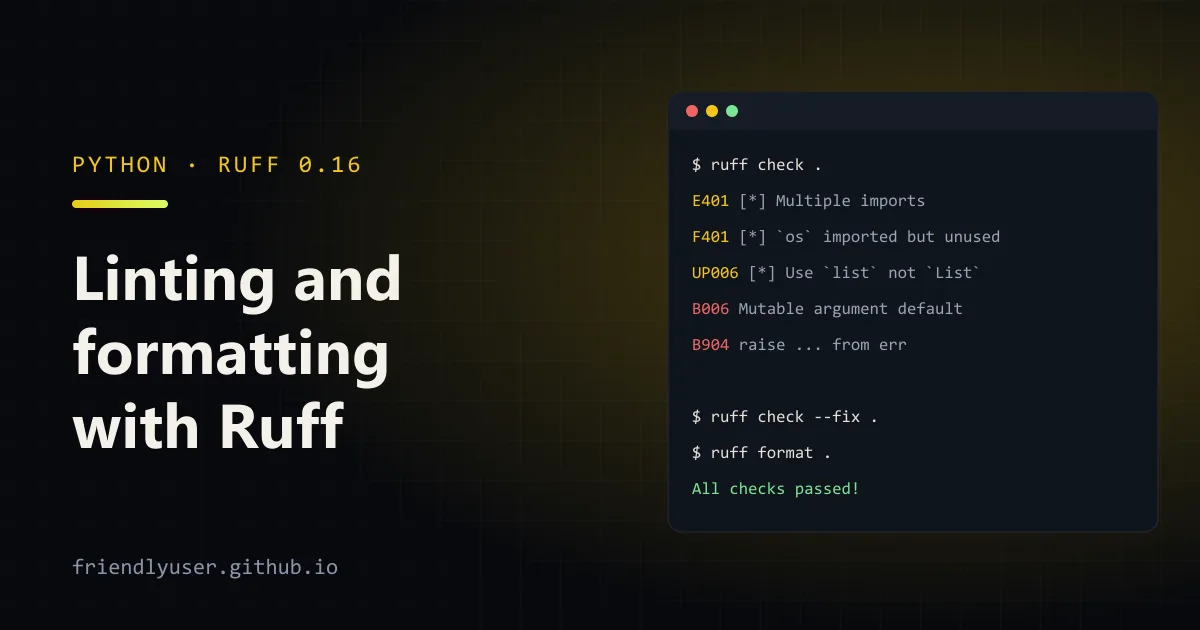 PYTHON · RUFF 0.16
Linting and
formatting
with Ruff
friendlyuser.github.io
$ ruff check .
E401 [*] Multiple imports
F401 [*] `os` imported but unused
UP006 [*] Use `list` not `List`
B006 Mutable argument default
B904 raise ... from err
$ ruff check --fix .
$ ruff format .
All checks passed!